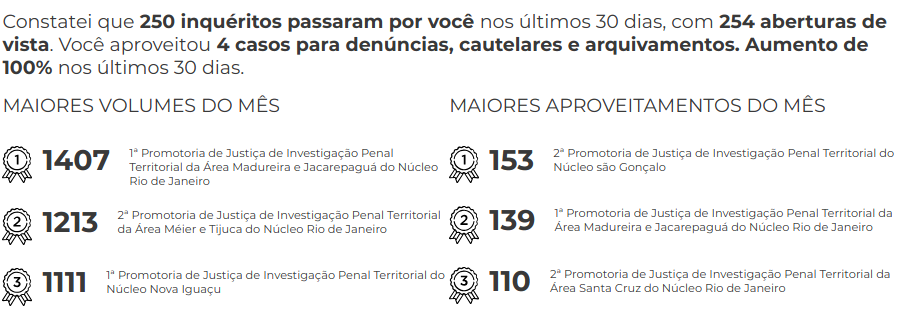 Constatei que 250 inquéritos passaram por você nos últimos 30 dias, com 254 aberturas de
vista. Você aproveitou 4 casos para denúncias, cautelares e arquivamentos. Aumento de
100% nos últimos 30 dias.
MAIORES VOLUMES DO MÊS
1
1407
1ª Promotoria de Justiça de Investigação Penal
Territorial da Área Madureira e Jacarepaguá do Núcleo
Rio de Janeiro
2
1213
2ª Promotoria de Justiça de Investigação Penal Territorial
da Área Méier e Tijuca do Núcleo Rio de Janeiro
3
1111
1ª Promotoria de Justiça de Investigação Penal Territorial do
Núcleo Nova Iguaçu
MAIORES APROVEITAMENTOS DO MÊS
1
153
2ª Promotoria de Justiça de Investigação Penal Territorial do
Núcleo são Gonçalo
2
139
1ª Promotoria de Justiça de Investigação Penal Territorial da
Área Madureira e Jacarepaguá do Núcleo Rio de Janeiro
3
110
2ª Promotoria de Justiça de Investigação Penal Territorial da
Área Santa Cruz do Núcleo Rio de Janeiro